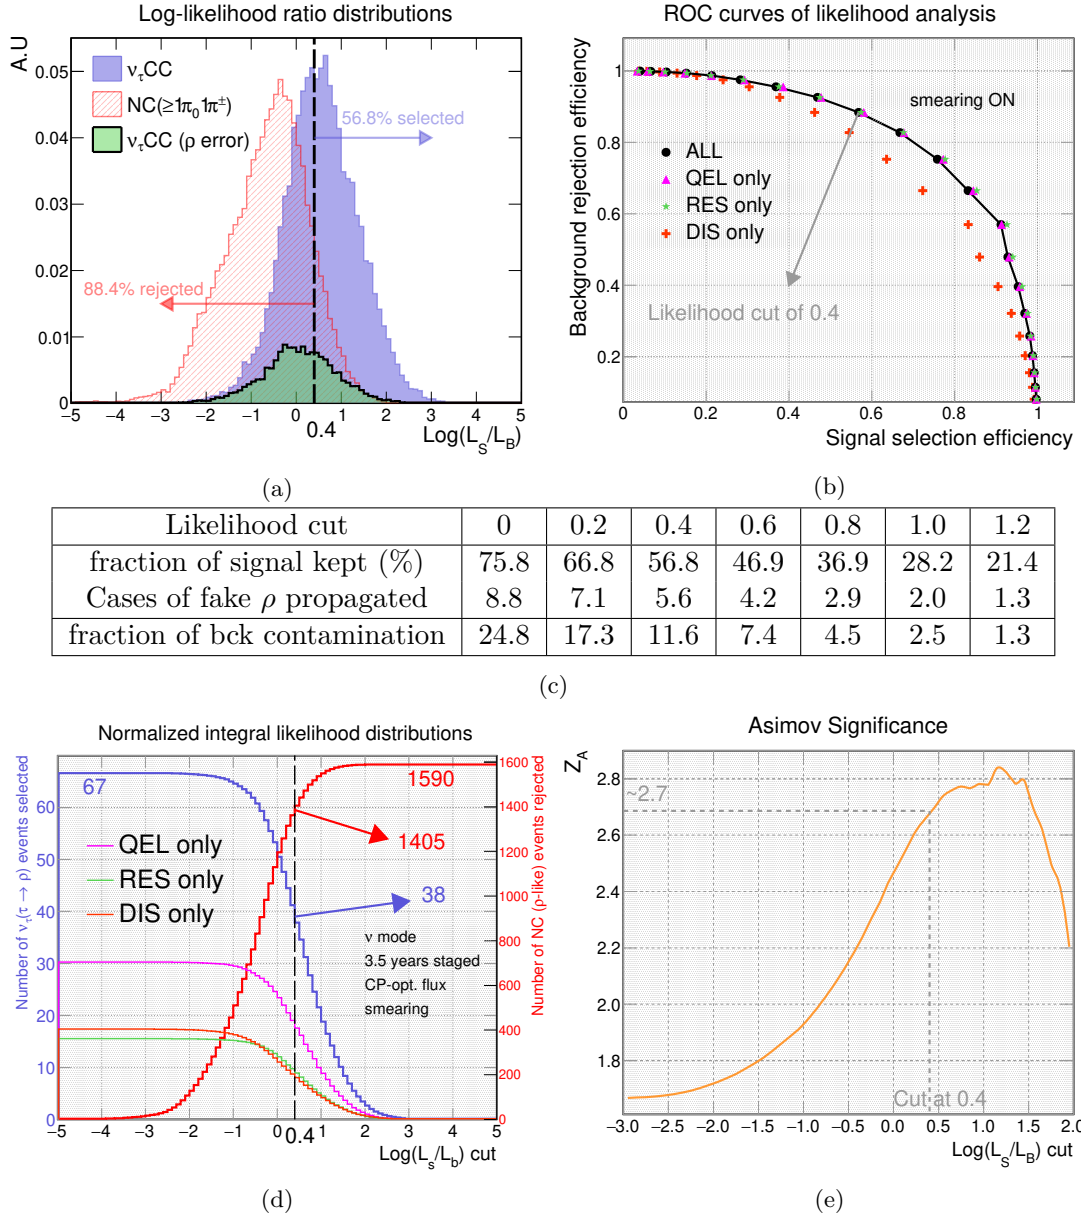 Log-likelihood ratio distributions
A.U
0.05
0.04
0.03
0.02
0.01
0
ντCC
NC(≥1π0 1π±)
ντCC (ρ error)
56.8% selected
88.4% rejected
−5 −4 −3 −2 −1 0 1 2 3 4 5
0.4
Log(LS/LB)
(a)
ROC curves of likelihood analysis
Background rejection efficiency
1
0.8
0.6
0.4
0.2
smearing ON
ALL
QEL only
RES only
DIS only
Likelihood cut of 0.4
0 0.2 0.4 0.6 0.8 1
Signal selection efficiency
(b)
Likelihood cut 0 0.2 0.4 0.6 0.8 1.0 1.2
fraction of signal kept (%) 75.8 66.8 56.8 46.9 36.9 28.2 21.4
Cases of fake ρ propagated 8.8 7.1 5.6 4.2 2.9 2.0 1.3
fraction of bck contamination 24.8 17.3 11.6 7.4 4.5 2.5 1.3
(c)
Normalized integral likelihood distributions
Number of ντ(τ → ρ) events selected
60
50
40
30
20
10
0
67
1590
1405
38
QEL only
RES only
DIS only
ν mode
3.5 years staged
CP-opt. flux
smearing
1600
1400
1200
1000
800
600
400
200
0
Number of NC (ρ-like) events rejected
−5 −4 −3 −2 −1 0 1 2 3 4 5
0.4
Log(Ls/Lb) cut
(d)
Asimov Significance
ZA
2.8
2.6
2.4
2.2
2.0
1.8
~2.7
Cut at 0.4
−3.0 −2.5 −2.0 −1.5 −1.0 −0.5 0.0 0.5 1.0 1.5 2.0
Log(LS/LB) cut
(e)